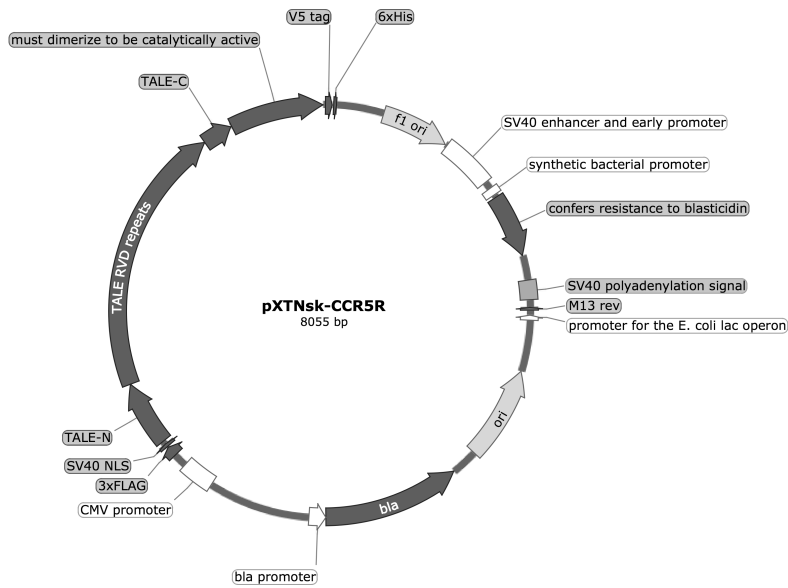 V5 tag
6xHis
must dimerize to be catalytically active
TALE-C
f1 ori
SV40 enhancer and early promoter
synthetic bacterial promoter
confers resistance to blasticidin
TALE RVD repeats
pXTNsk-CCR5R
8055 bp
SV40 polyadenylation signal
M13 rev
promoter for the E. coli lac operon
ori
TALE-N
SV40 NLS
3xFLAG
CMV promoter
bla
bla promoter